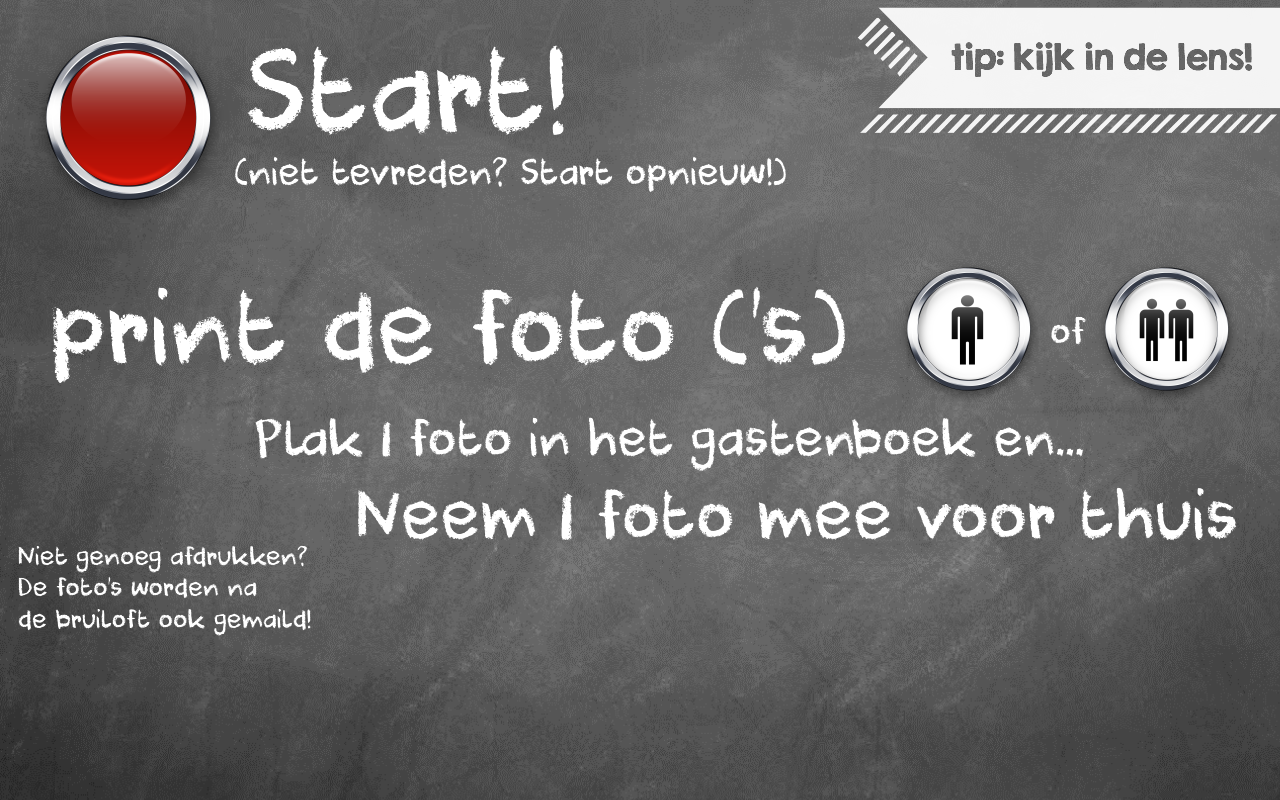 Start!
tip: kijk in de lens!
(niet tevreden? Start opnieuw!)
print de foto ('s)
of
Plak 1 foto in het gastenboek en...
Neem 1 foto mee voor thuis
Niet genoeg afdrukken?
De foto's worden na
de bruiloft ook gemaild!